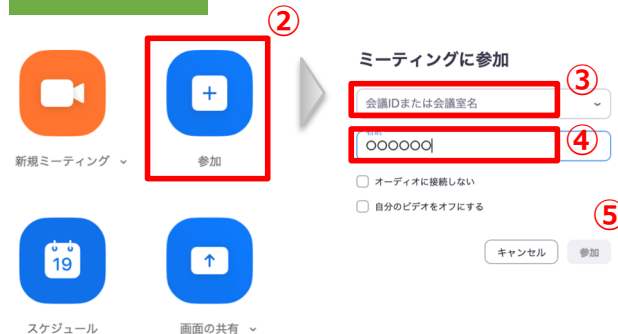 ②
新規ミーティング
参加
19
スケジュール
画面の共有
ミーティングに参加
③
会議IDまたは会議室名
名前
④
○○○○○○
オーディオに接続しない
自分のビデオをオフにする
⑤
キャンセル
参加